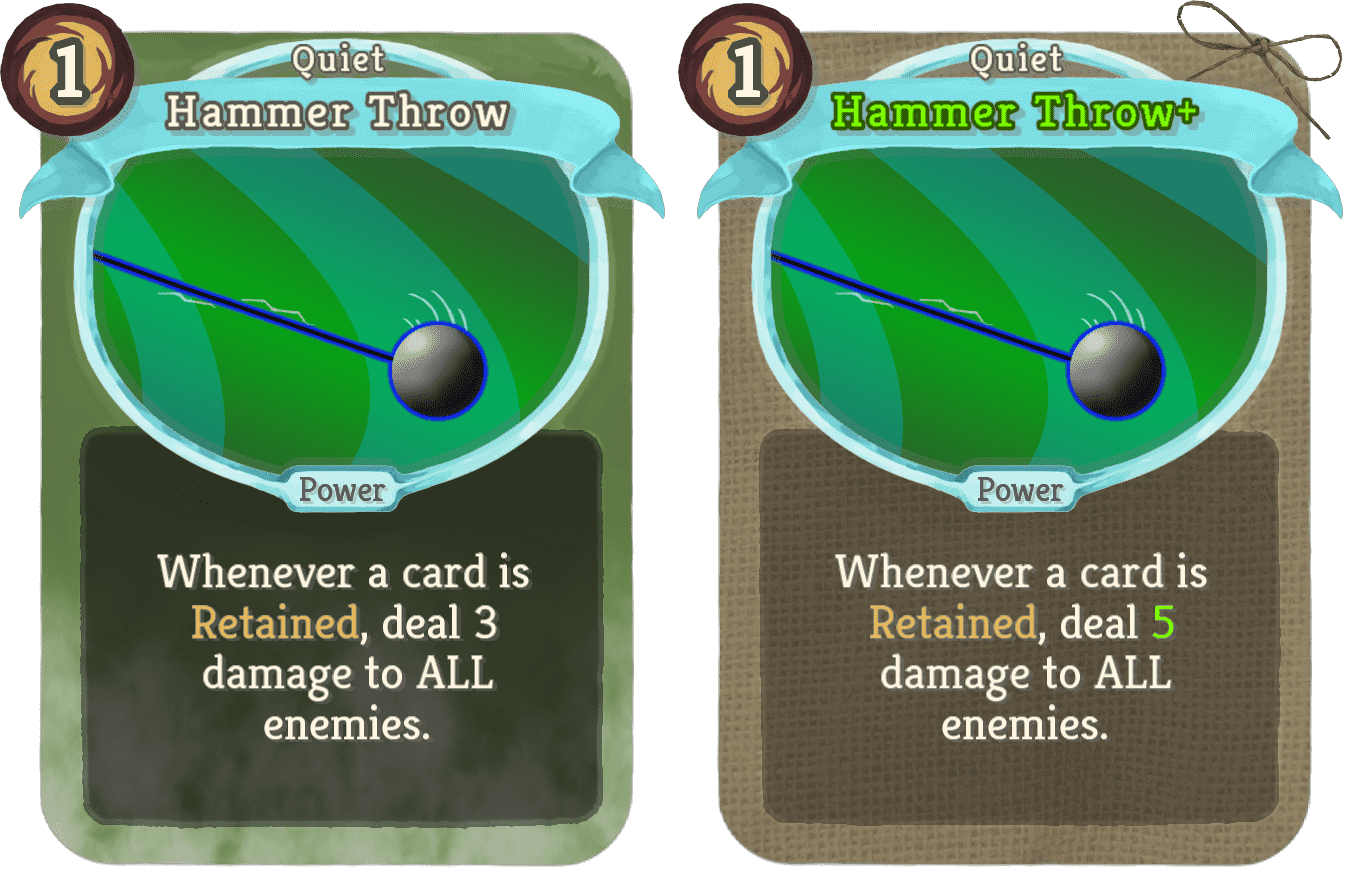 1
Quiet
Hammer Throw
Power
Whenever a card is
Retained, deal 3
damage to ALL
enemies.
1
Quiet
Hammer Throw+
Power
Whenever a card is
Retained, deal 5
damage to ALL
enemies.